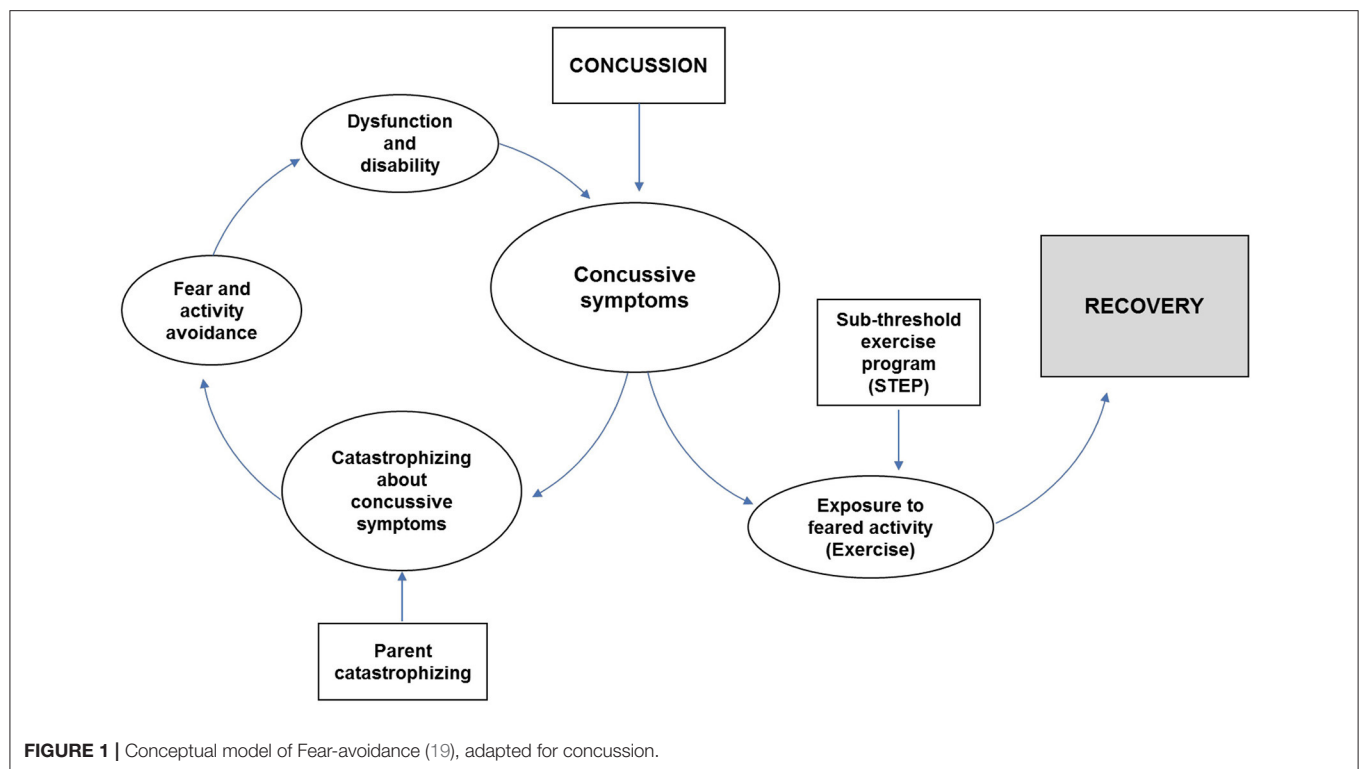 CONCUSSION
Dysfunction
and
disability
Concussive
symptoms
Fear and
activity
avoidance
Sub-threshold
exercise
program
(STEP)
RECOVERY
Catastrophizing
about
concussive
symptoms
Exposure to
feared activity
(Exercise)
Parent
catastrophizing
FIGURE 1 | Conceptual model of Fear-avoidance (19), adapted for concussion.